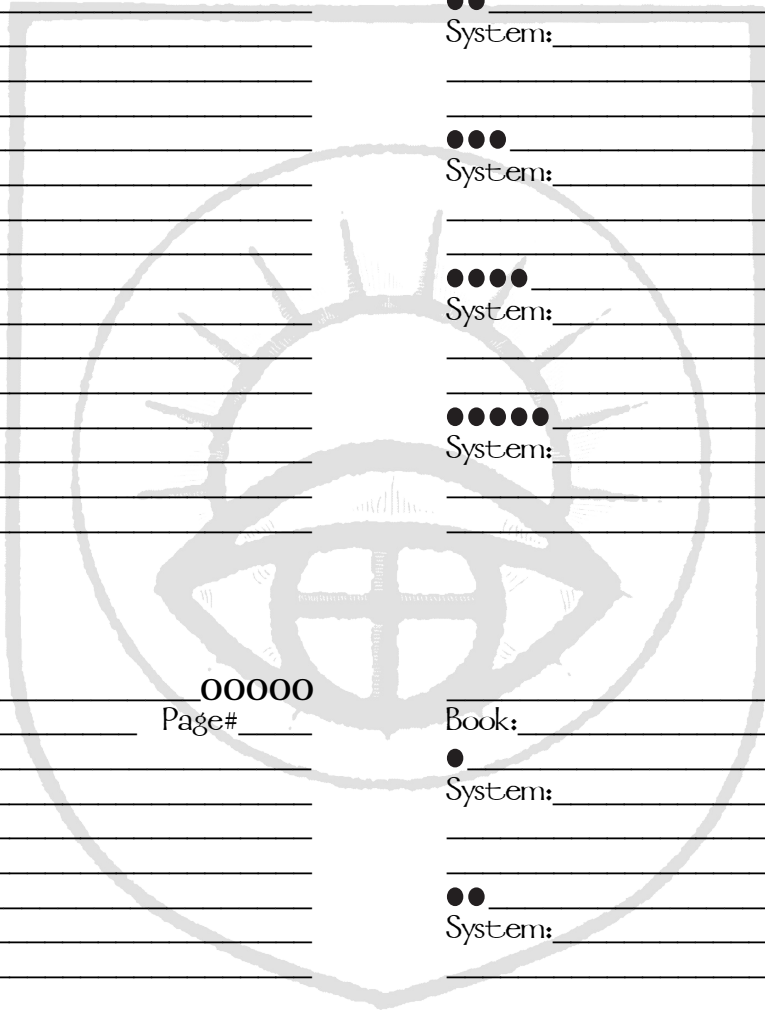 ●●
System:
●●●
System:
●●●●
System:
●●●●●
System:
OOOOO
Page#
Book:
●
System:
●●
System: